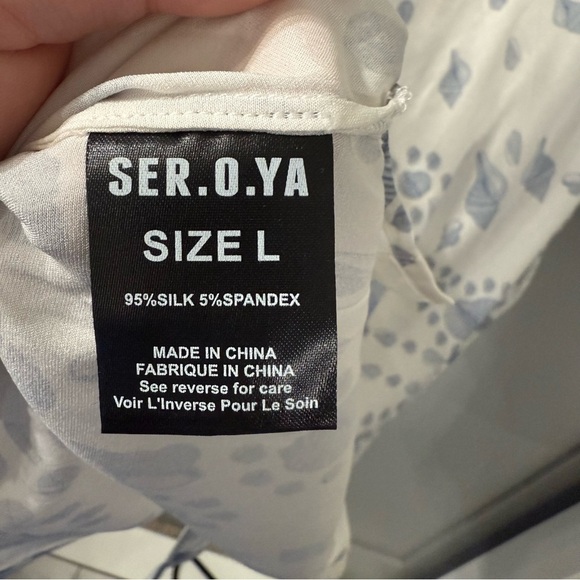 SER.O.YA
SIZE L
95%SILK 5%SPANDEX
MADE IN CHINA
FABRIQUE IN CHINA
See reverse for care
Voir L'Inverse Pour Le Soin